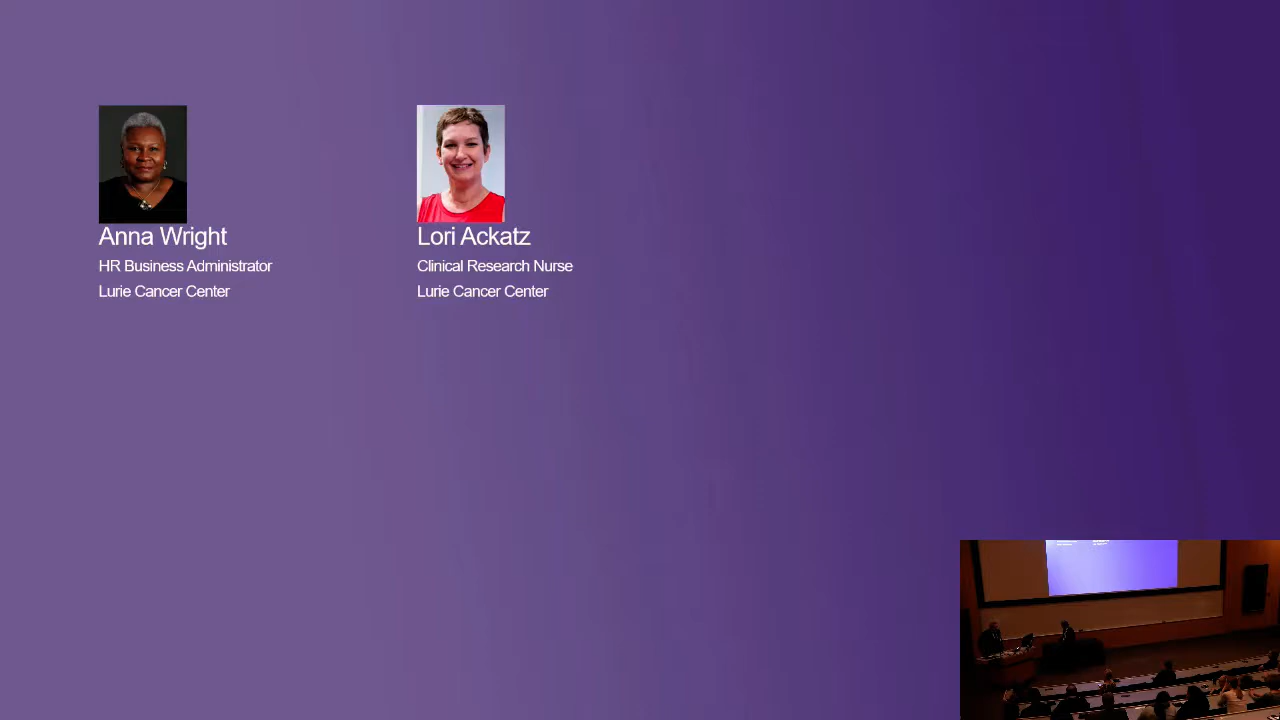 Anna Wright
HR Business Administrator
Lurie Cancer Center
Lori Ackatz
Clinical Research Nurse
Lurie Cancer Center